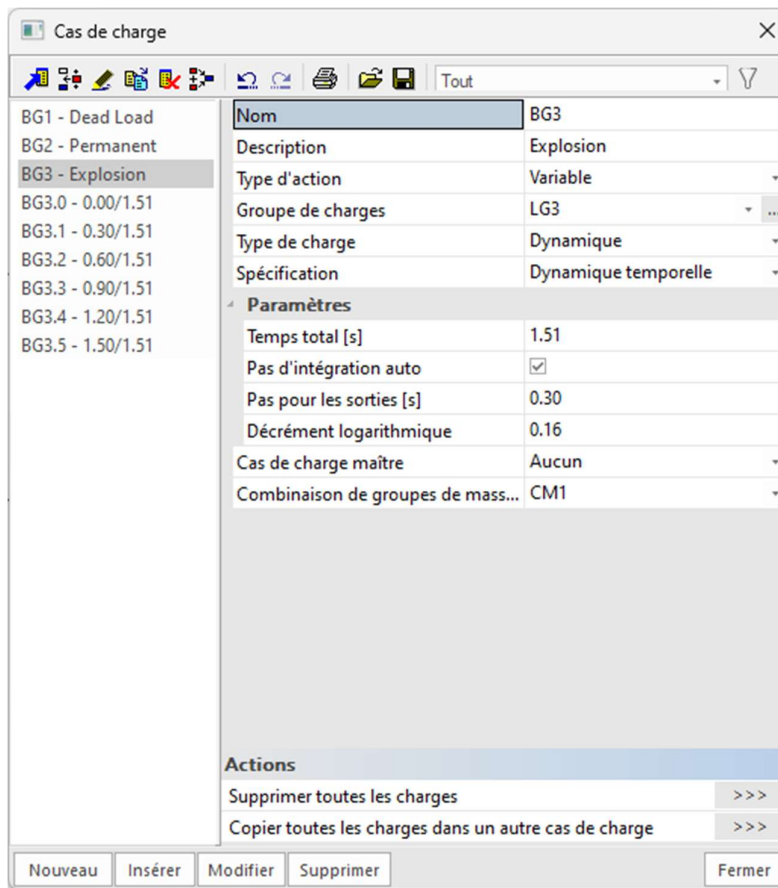 Cas de charge
Tout
BG1 - Dead Load
BG2 - Permanent
BG3 - Explosion
BG3.0 - 0.00/1.51
BG3.1 - 0.30/1.51
BG3.2 - 0.60/1.51
BG3.3 - 0.90/1.51
BG3.4 - 1.20/1.51
BG3.5 - 1.50/1.51
Nom BG3
Description Explosion
Type d'action Variable
Groupe de charges LG3 ...
Type de charge Dynamique
Spécification Dynamique temporelle
Paramètres
Temps total [s] 1.51
Pas d'intégration auto
Pas pour les sorties [s] 0.30
Décrément logarithmique 0.16
Cas de charge maître Aucun
Combinaison de groupes de mass... CM1
Actions
Supprimer toutes les charges >>>
Copier toutes les charges dans un autre cas de charge >>>
Nouveau Insérer Modifier Supprimer Fermer